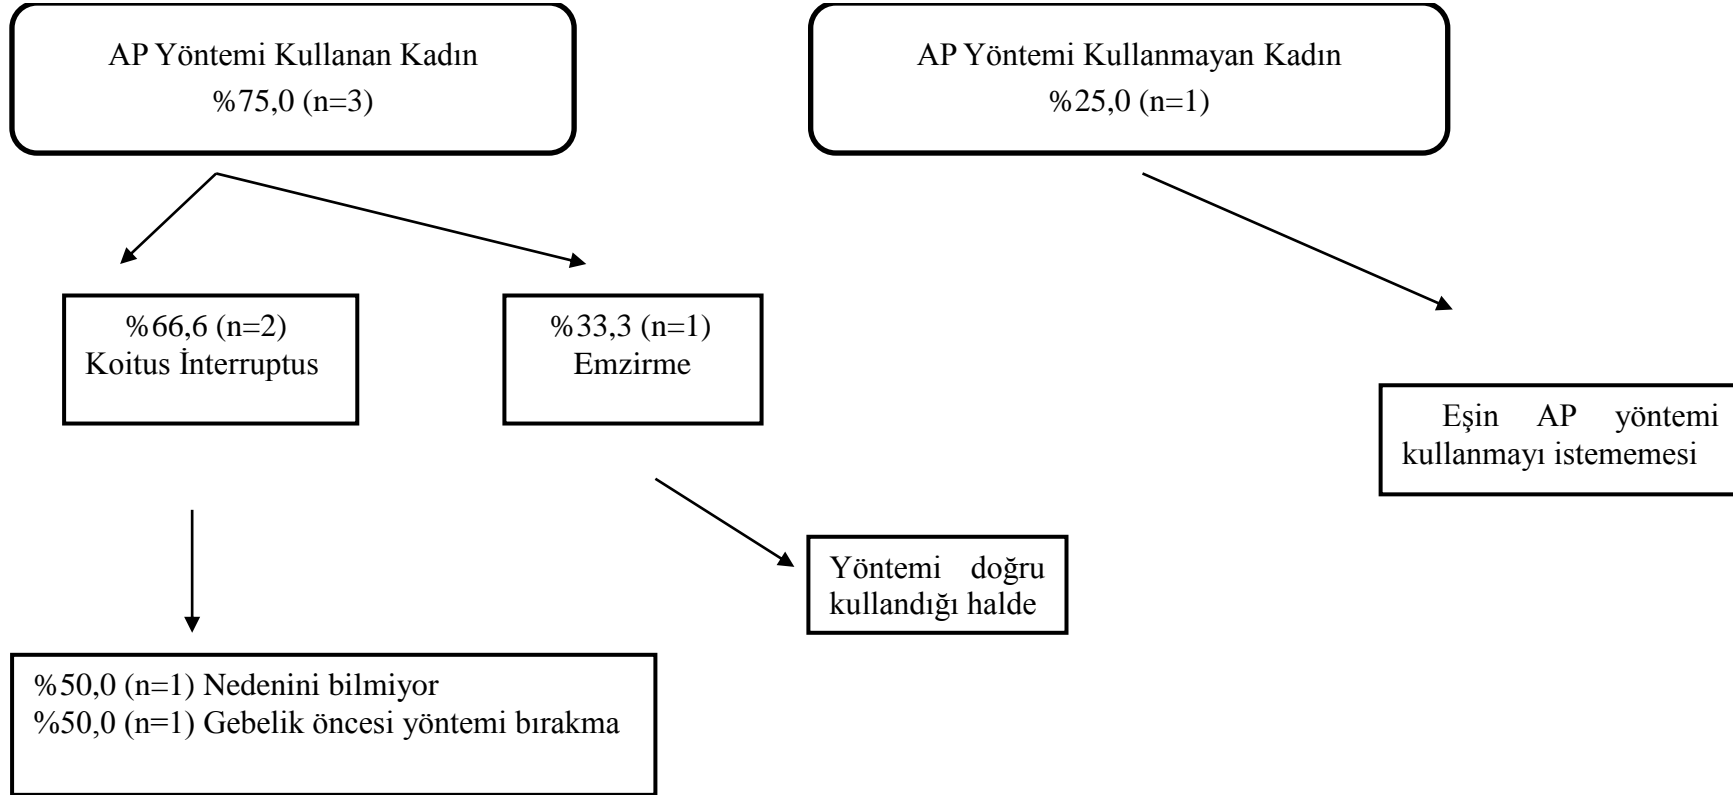 AP Yöntemi Kullanan Kadın
%75,0 (n=3)
AP Yöntemi Kullanmayan Kadın
%25,0 (n=1)
%66,6 (n=2)
Koitus İnterruptus
%33,3 (n=1)
Emzirme
Eşin AP yöntemi
kullanmayı istememesi
Yöntemi doğru
kullandığı halde
%50,0 (n=1) Nedenini bilmiyor
%50,0 (n=1) Gebelik öncesi yöntemi bırakma